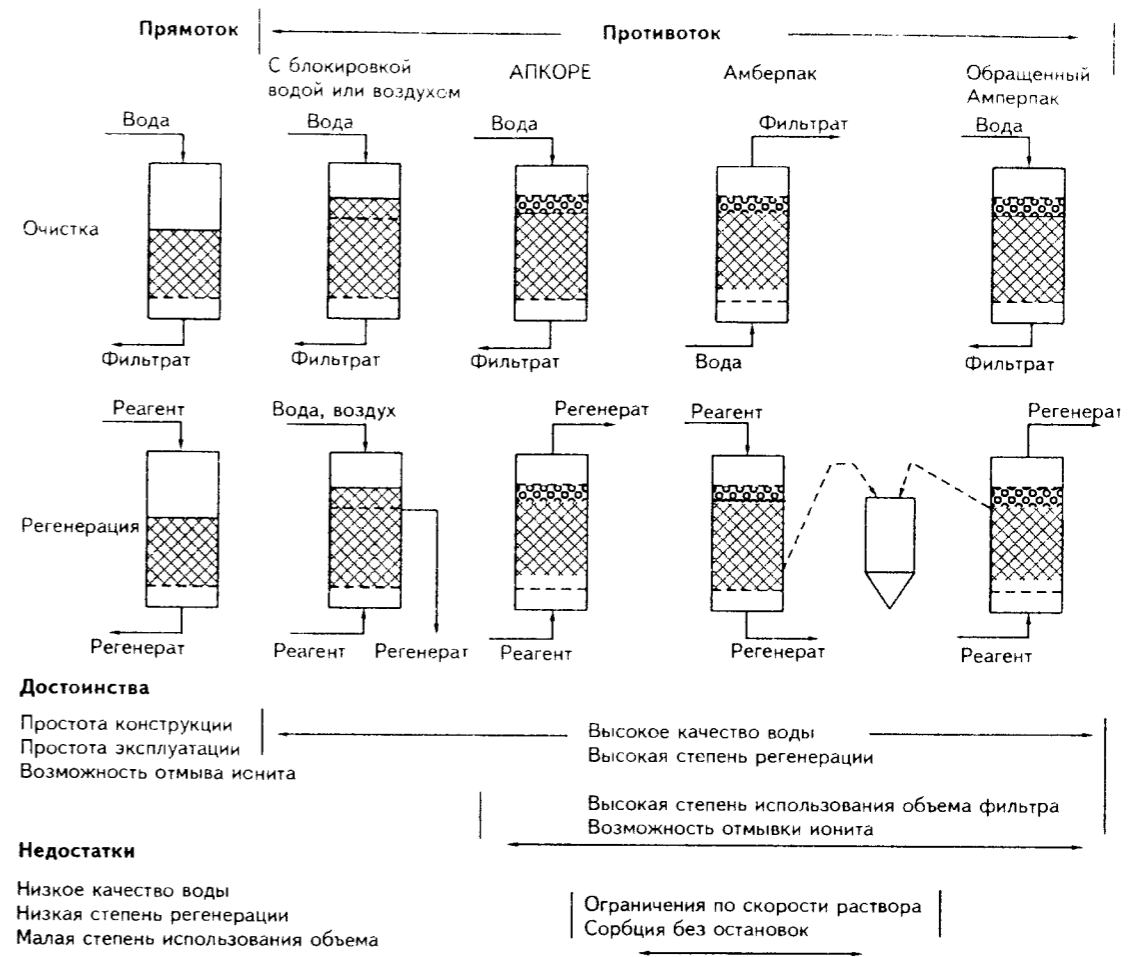 Прямоток
Противоток
С блокировкой
водой или воздухом
АПКОРЕ
Амберпак
Обращенный
Амперпак
Вода
Вода
Вода
Фильтрат
Вода
Очистка
Фильтрат
Фильтрат
Фильтрат
Вода
Фильтрат
Реагент
Вода, воздух
Регенерат
Реагент
Регенерат
Регенерация
Регенерат
Реагент
Регенерат
Реагент
Регенерат
Реагент
Достоинства
Простота конструкции
Простота эксплуатации
Возможность отмыва ионита
Высокое качество воды
Высокая степень регенерации
Высокая степень использования объема фильтра
Возможность отмывки ионита
Недостатки
Низкое качество воды
Низкая степень регенерации
Малая степень использования объема
Ограничения по скорости раствора
Сорбция без остановок